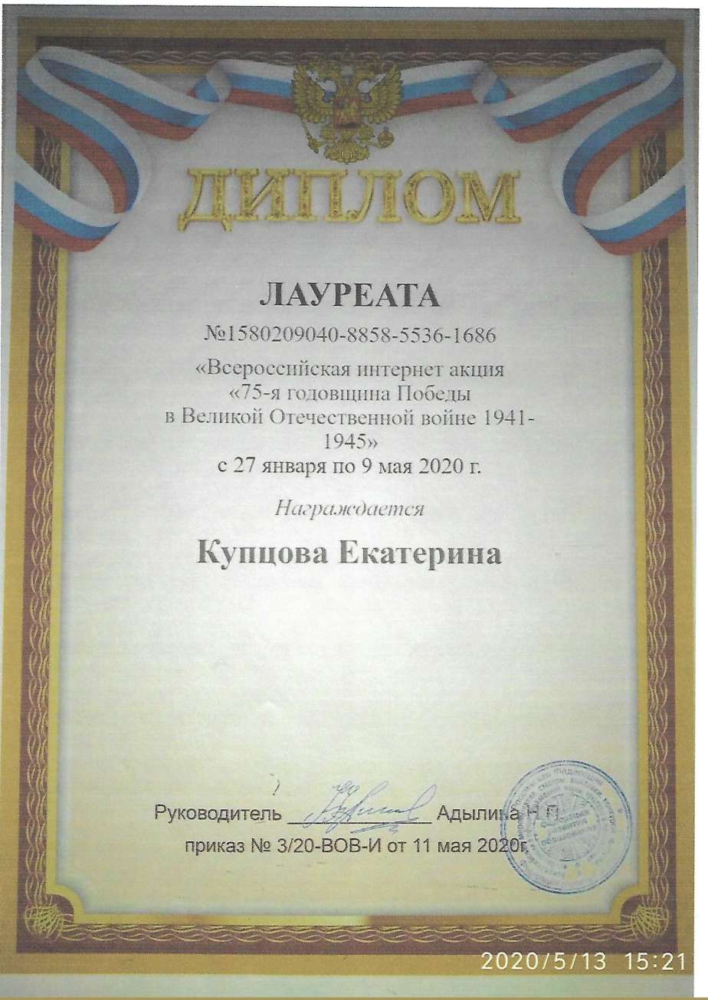 ДИПЛОМ
ЛАУРЕАТА
№1580209040-8858-5536-1686
«Всероссийская интернет акция
«75-я годовщина Победы
в Великой Отечественной войне 1941-
1945»
с 27 января по 9 мая 2020 г.
Награждается
Купцова Екатерина
Руководитель Адылина Н.П.
приказ № 3/20-ВОВ-И от 11 мая 2020г.
2020/5/13 15:21